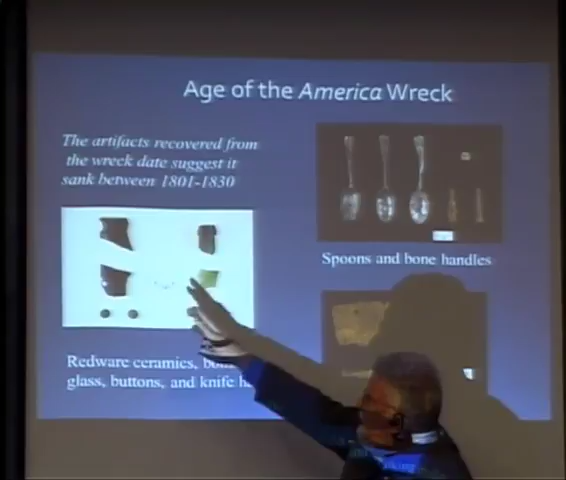 Age of the America Wreck
The artifacts recovered from
the wreck date suggest it
sank between 1801-1830
Spoons and bone handles
Redware ceramics,
glass, buttons, and knife